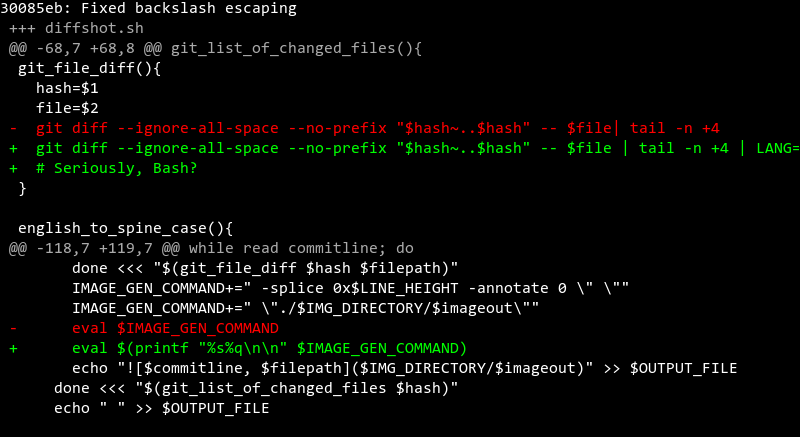 30085eb: Fixed backslash escaping
+++ diffshot.sh
@@ -68,7 +68,8 @@ git_list_of_changed_files(){
 git_file_diff(){
   hash=$1
   file=$2
-  git diff --ignore-all-space --no-prefix "$hash~..$hash" -- $file| tail -n +4
+  git diff --ignore-all-space --no-prefix "$hash~..$hash" -- $file | tail -n +4 | LANG=
+  # Seriously, Bash?
 }
 english_to_spine_case(){
@@ -118,7 +119,7 @@ while read commitline; do
       done <<< "$(git_file_diff $hash $filepath)"
       IMAGE_GEN_COMMAND+=" -splice 0x$LINE_HEIGHT -annotate 0 \" \""
       IMAGE_GEN_COMMAND+=" \"./$IMG_DIRECTORY/$imageout\""
-      eval $IMAGE_GEN_COMMAND
+      eval $(printf "%s%q\n\n" $IMAGE_GEN_COMMAND)
       echo "![$commitline, $filepath]($IMG_DIRECTORY/$imageout)" >> $OUTPUT_FILE
     done <<< "$(git_list_of_changed_files $hash)"
     echo " " >> $OUTPUT_FILE